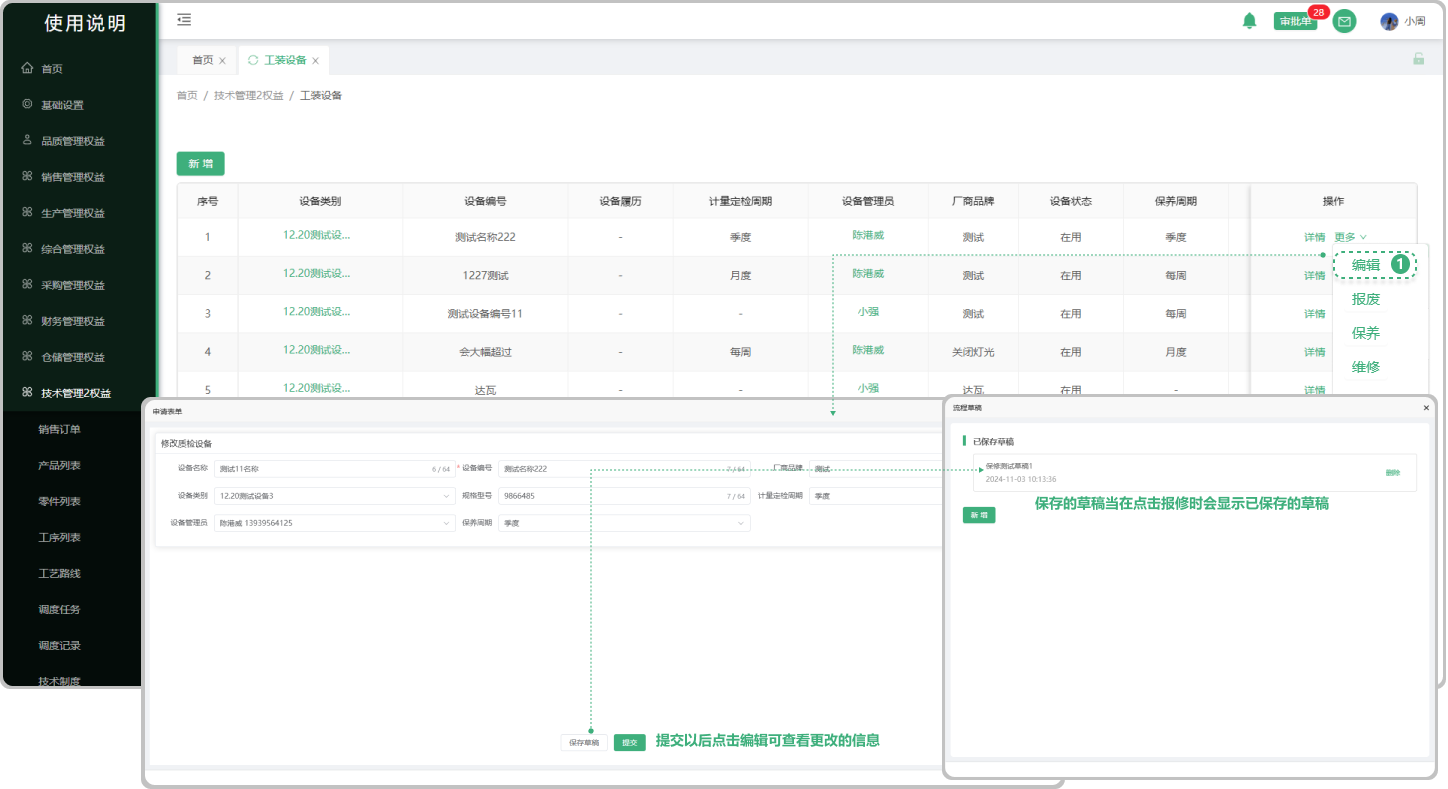 使用说明
首页
基础设置
品质管理权益
销售管理权益
生产管理权益
综合管理权益
采购管理权益
财务管理权益
仓储管理权益
技术管理2权益
销售订单
产品列表
零件列表
工序列表
工艺路线
调度任务
调度记录
技术制度
审批单 28 小周
首页 × 工装设备 ×
首页 / 技术管理2权益 / 工装设备
新 增
序号 设备类别 设备编号 设备履历 计量定检周期 设备管理员 厂商品牌 设备状态 保养周期 操作
1 12.20测试设... 测试名称222 - 季度 陈港威 测试 在用 季度 详情 更多
2 12.20测试设... 1227测试 - 月度 陈港威 测试 在用 每周 详情
3 12.20测试设... 测试设备编号11 - - 小强 测试 在用 每周 详情
4 12.20测试设... 会大幅超过 - 每周 陈港威 关闭灯光 在用 月度 详情
5 12.20测试设... 达瓦 - - 小强 达瓦 在用 - 详情
编辑 1
报废
保养
维修
申请表单
修改质检设备
设备名称 测试11名称 6 / 64 * 设备编号 测试名称222 7 / 64 厂商品牌 测试
设备类别 12.20测试设备3 规格型号 9866485 7 / 64 计量定检周期 季度
设备管理员 陈港威 13939564125 保养周期 季度
保存草稿 提交 提交以后点击编辑可查看更改的信息
流程草稿 ×
已保存草稿
保修测试草稿1
2024-11-03 10:13:36
删除
保存的草稿当在点击报修时会显示已保存的草稿
新 增